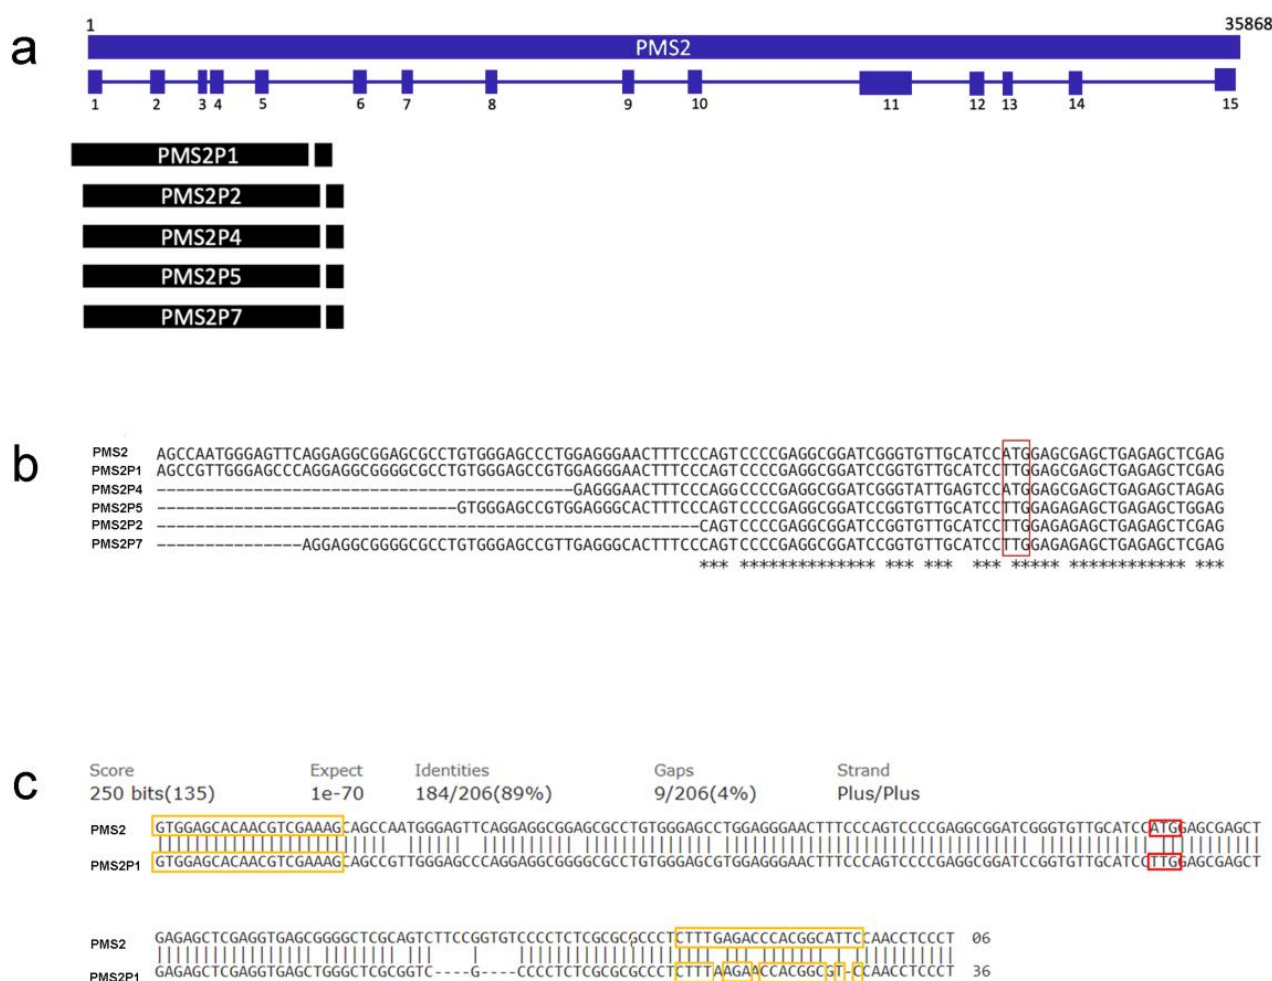 a
1 35868
PMS2
1 2 3 4 5 6 7 8 9 10 11 12 13 14 15
PMS2P1
PMS2P2
PMS2P4
PMS2P5
PMS2P7
b
PMS2 AGCCAATGGGAGTTCAGGAGGCGGAGCGCCTGTGGGAGCCCTGGAGGGAACTTTCCCAGTCCCCGAGGCGGATCGGGTGTTGCATCCATGGAGCGAGCTGAGAGCTCGAG
PMS2P1 AGCCGTTGGGAGCCCAGGAGGCGGGGCGCCTGTGGGAGCCGTGGAGGGAACTTTCCCAGTCCCCGAGGCGGATCCGGTGTTGCATCCTTGGAGCGAGCTGAGAGCTCGAG
PMS2P4 -------------------------------------------GAGGGAACTTTCCCAGGCCCCGAGGCGGATCGGGTATTGAGTCCATGGAGCGAGCTGAGAGCTAGAG
PMS2P5 -------------------------------GTGGGAGCCGTGGAGGGCACTTTCCCAGTCCCCGAGGCGGATCCGGTGTTGCATCCTTGGAGAGAGCTGAGAGCTGGAG
PMS2P2 --------------------------------------------------------CAGTCCCCGAGGCGGATCCGGTGTTGCATCCTTGGAGAGAGCTGAGAGCTCGAG
PMS2P7 ---------------AGGAGGCGGGGCGCCTGTGGGAGCCGTTGAGGGCACTTTCCCAGTCCCCGAGGCGGATCCGGTGTTGCATCCTTGGAGAGAGCTGAGAGCTCGAG
*** ************** *** *** *** ***** ************ ***
c
Score Expect Identities Gaps Strand
250 bits(135) 1e-70 184/206(89%) 9/206(4%) Plus/Plus
PMS2 GTGGAGCACAACGTCGAAAGCAGCCAATGGGAGTTCAGGAGGCGGAGCGCCTGTGGGAGCCTGGAGGGAACTTTCCCAGTCCCCGAGGCGGATCGGGTGTTGCATCCATGGAGCGAGCT
PMS2P1 GTGGAGCACAACGTCGAAAGCAGCCGTTGGGAGCCCAGGAGGCGGGGCGCCTGTGGGAGCGTGGAGGGAACTTTCCCAGTCCCCGAGGCGGATCCGGTGTTGCATCCTTGGAGCGAGCT
PMS2 GAGAGCTCGAGGTGAGCGGGGCTCGCAGTCTTCCGGTGTCCCCTCTCGCGCGCCCTCTTTGAGACCCACGGCATTCCAACCTCCCT 06
PMS2P1 GAGAGCTCGAGGTGAGCTGGGCTCGCGGTC----G----CCCCTCTCGCGCGCCCTCTTTAAGAACCACGGCGT-CCAACCTCCCT 36